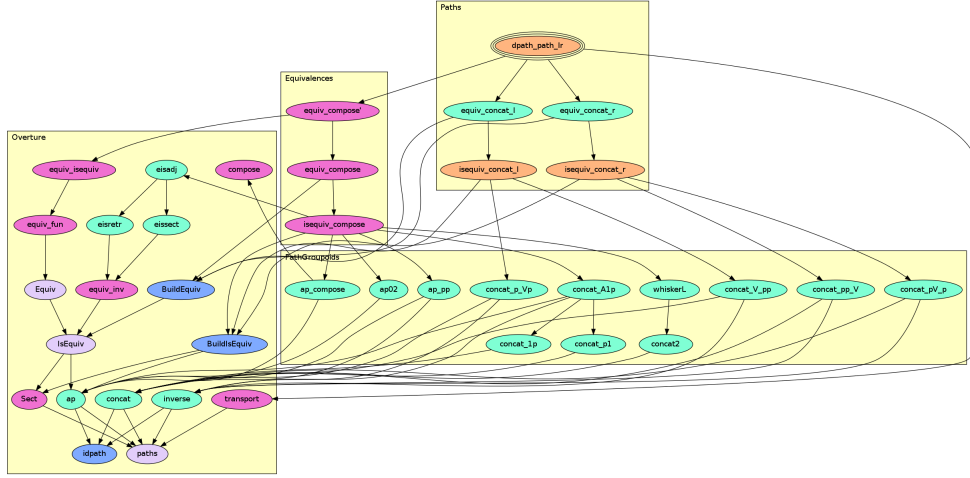 Paths
dpath_path_lr
Equivalences
equiv_compose'
equiv_concat_l
equiv_concat_r
Overture
equiv_isequiv
eisadj
compose
equiv_compose
isequiv_concat_l
isequiv_concat_r
equiv_fun
eisretr
eissect
isequiv_compose
PathGroupoids
Equiv
equiv_inv
BuildEquiv
ap_compose
ap02
ap_pp
concat_p_Vp
concat_A1p
whiskerL
concat_V_pp
concat_pp_V
concat_pV_p
IsEquiv
BuildIsEquiv
concat_1p
concat_p1
concat2
Sect
ap
concat
inverse
transport
idpath
paths